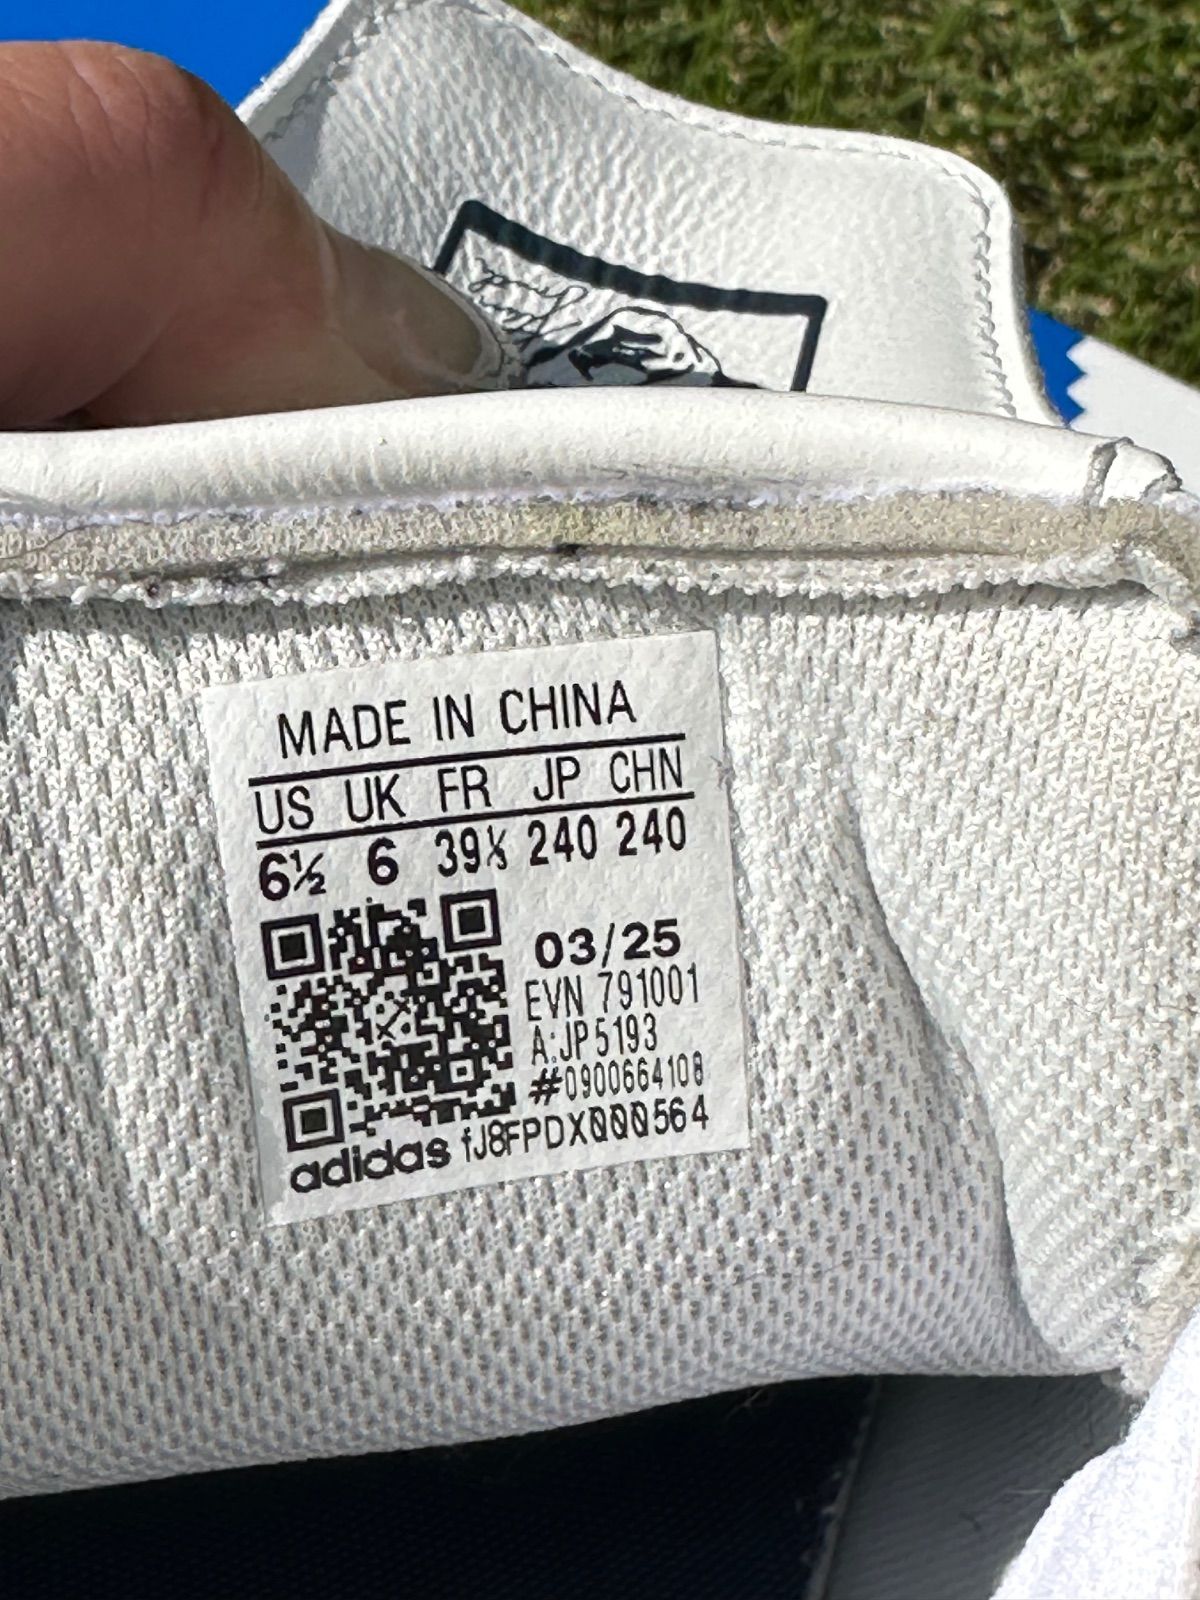 MADE IN CHINA
US UK FR JP CHN
6½ 6 39⅓ 240 240
03/25
EVN 791001
A:JP5193
#0900664108
adidas fJ8FPDX000564